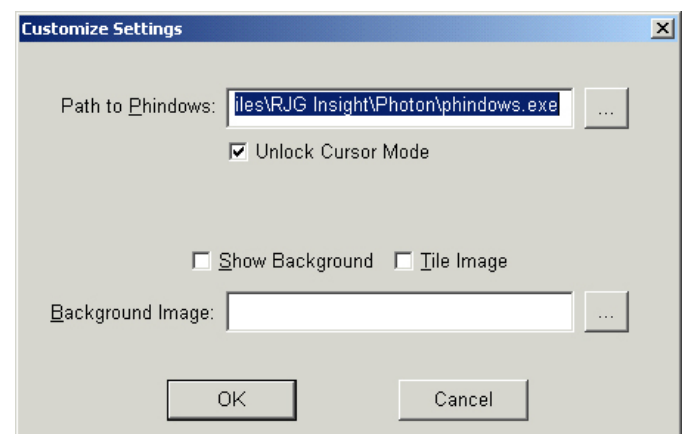 Customize Settings
Path to Phindows: iles\RJG Insight\Photon\phindows.exe ...
Unlock Cursor Mode
Show Background Tile Image
Background Image: ...
OK Cancel